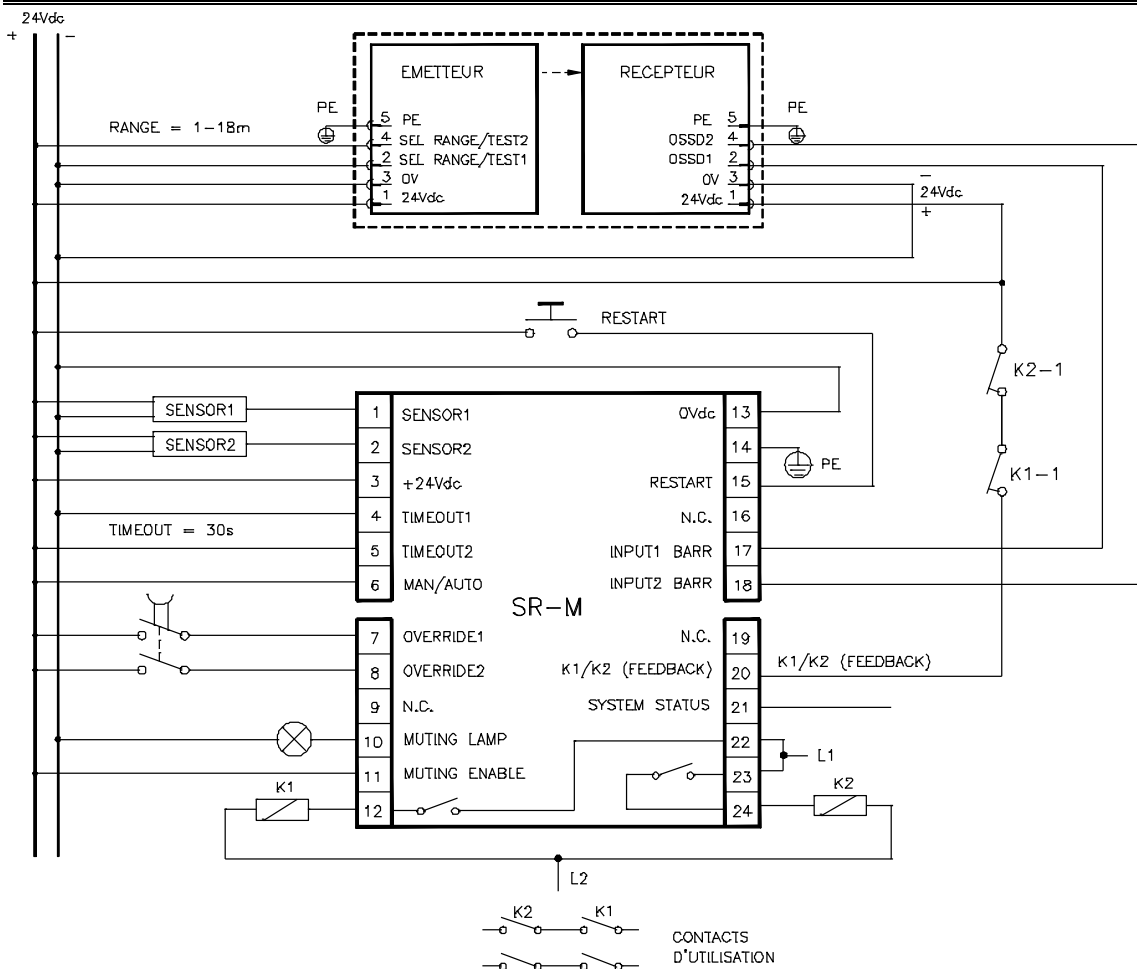 24Vdc
+ -
EMETTEUR
RECEPTEUR
RANGE = 1-18m
PE
5 PE
4 SEL RANGE/TEST2
2 SEL RANGE/TEST1
3 0V
1 24Vdc
PE 5
OSSD2 4
OSSD1 2
0V 3
24Vdc 1
PE
-
24Vdc
+
RESTART
K2-1
K1-1
SENSOR1
SENSOR2
TIMEOUT = 30s
1 SENSOR1
2 SENSOR2
3 +24Vdc
4 TIMEOUT1
5 TIMEOUT2
6 MAN/AUTO
SR-M
7 OVERRIDE1
8 OVERRIDE2
9 N.C.
10 MUTING LAMP
11 MUTING ENABLE
12
0Vdc 13
14
PE
RESTART 15
N.C. 16
INPUT1 BARR 17
INPUT2 BARR 18
N.C. 19
K1/K2 (FEEDBACK) 20
K1/K2 (FEEDBACK)
SYSTEM STATUS 21
22
L1
23
24
K1
K2
L2
K2 K1
CONTACTS
D'UTILISATION